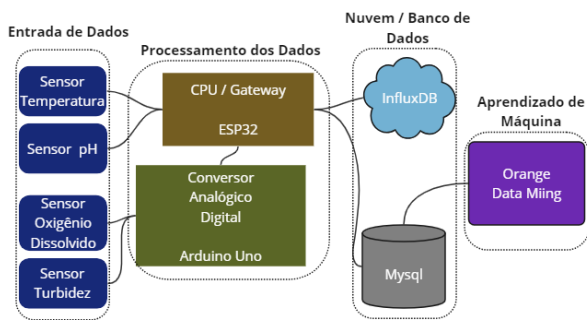 Entrada de Dados
Sensor
Temperatura
Sensor pH
Sensor
Oxigênio
Dissolvido
Sensor
Turbidez
Processamento dos Dados
CPU / Gateway
ESP32
Conversor
Analógico
Digital
Arduino Uno
Nuvem / Banco de
Dados
InfluxDB
Mysql
Aprendizado de
Máquina
Orange
Data Miing